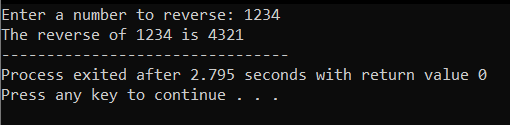 Enter a number to reverse: 1234
The reverse of 1234 is 4321
--------------------------------
Process exited after 2.795 seconds with return value 0
Press any key to continue . . .